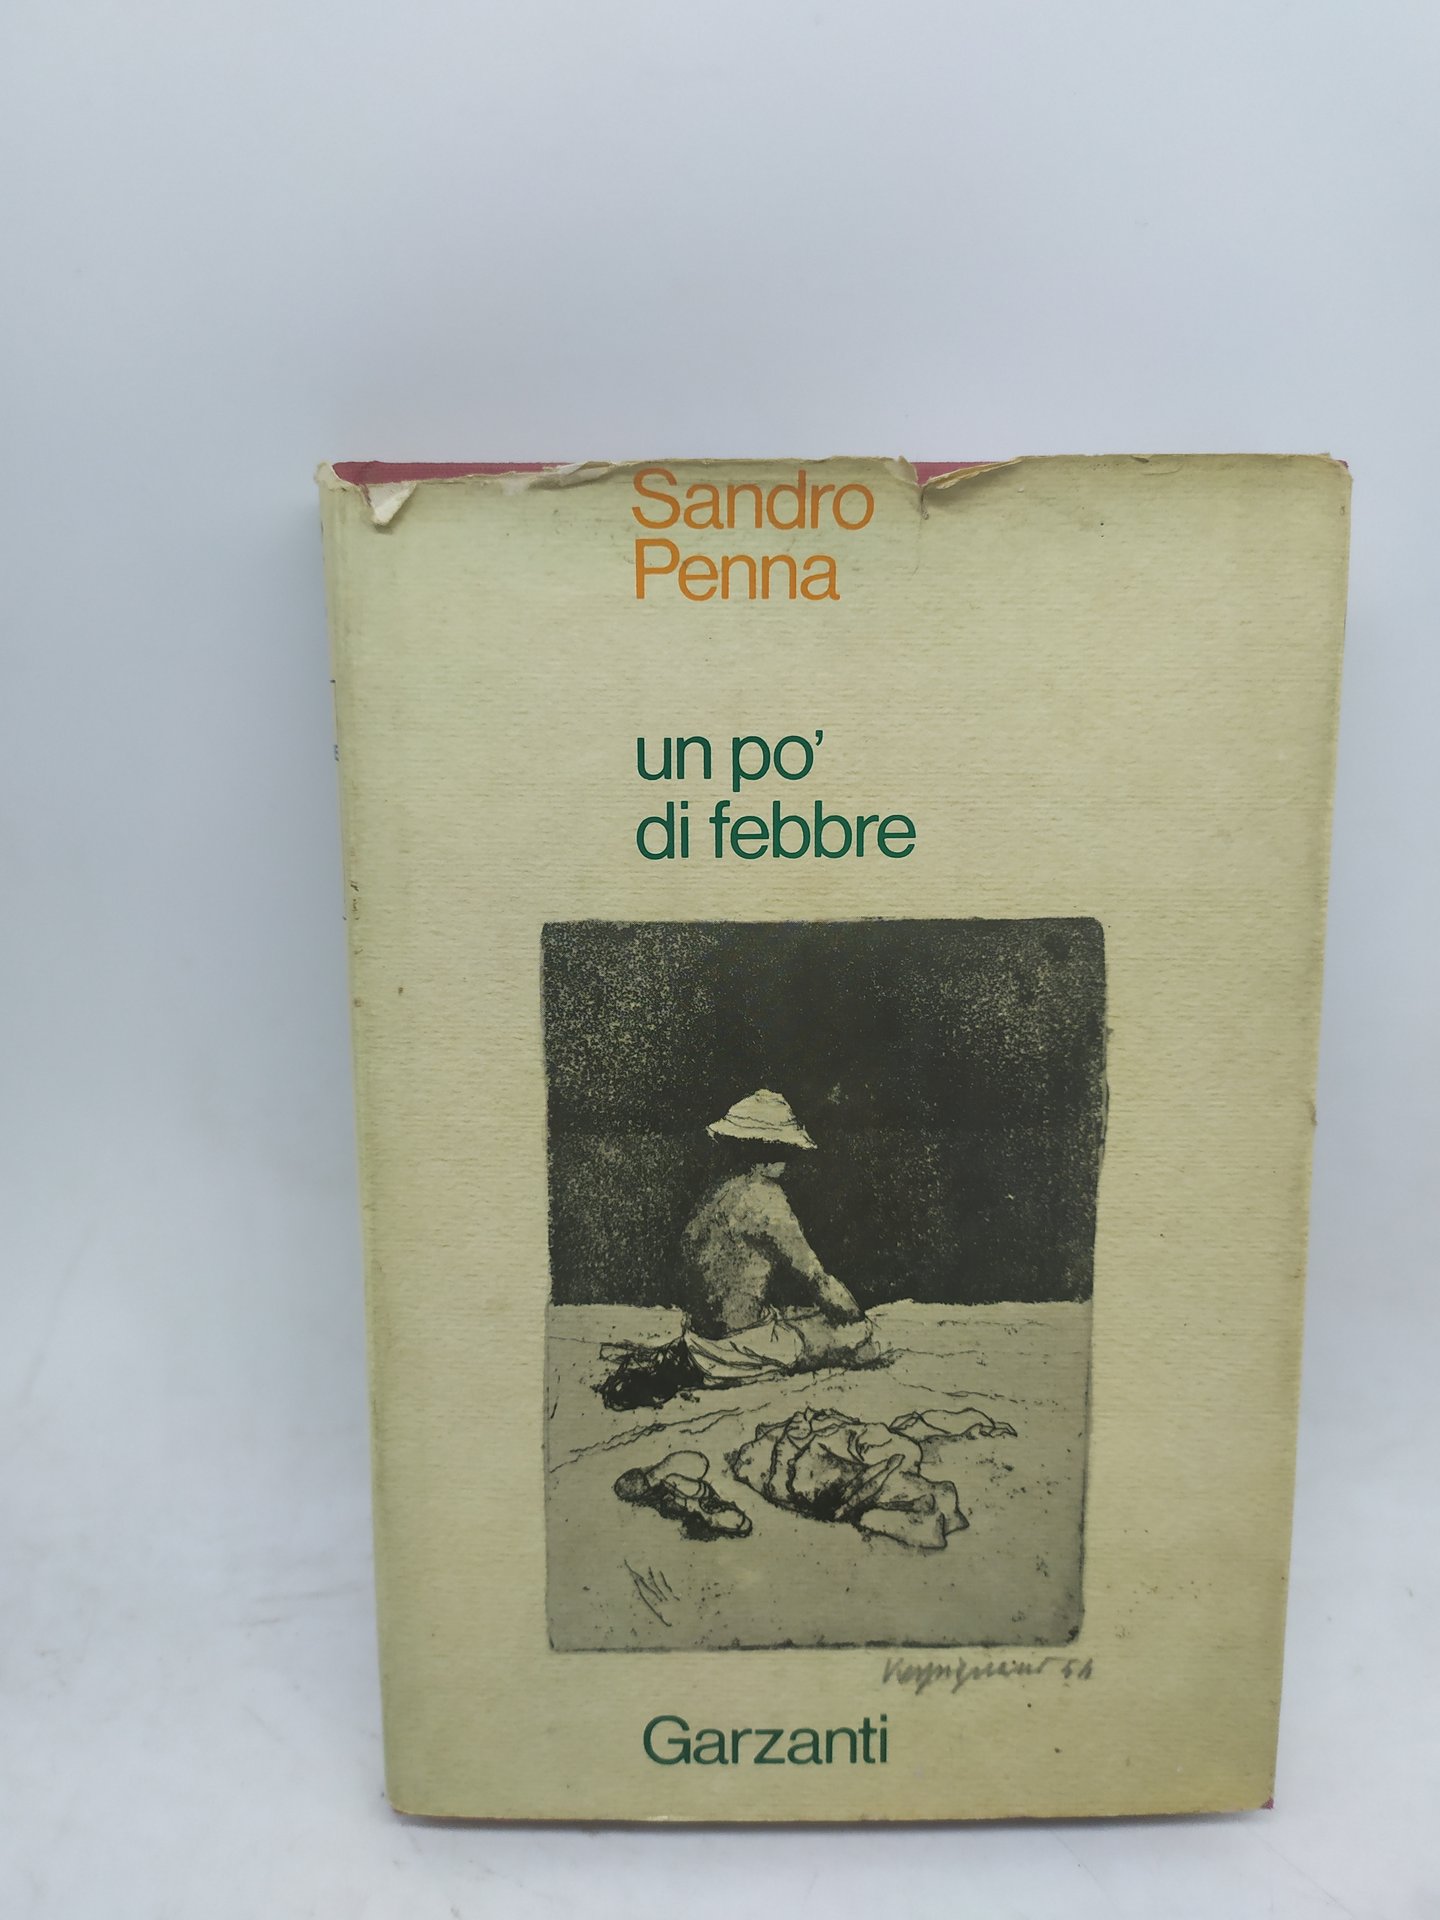 Sandro
Penna
un po’
di febbre
Garzanti